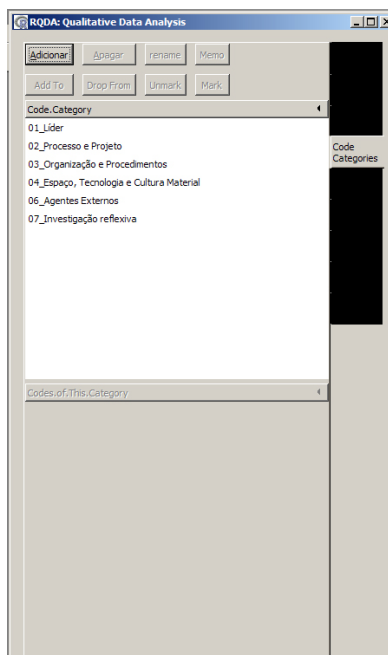 RQDA: Qualitative Data Analysis
Adicionar Apagar rename Memo
Add To Drop From Unmark Mark
Code.Category
01_Líder
02_Processo e Projeto
03_Organização e Procedimentos
04_Espaço, Tecnologia e Cultura Material
06_Agentes Externos
07_Investigação reflexiva
Codes.of.This.Category
Code
Categories